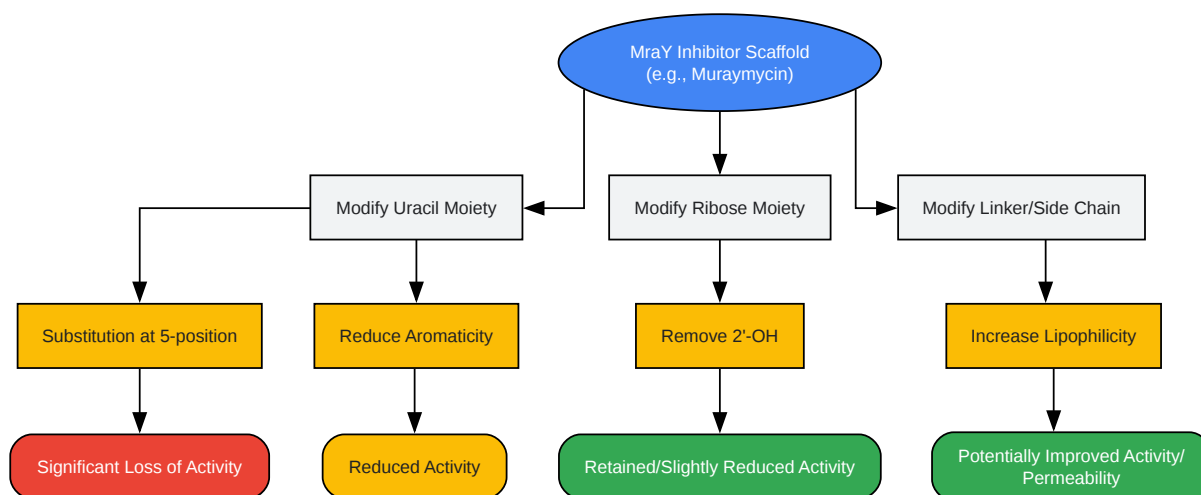 MraY Inhibitor Scaffold
(e.g., Muraymycin)
Modify Uracil Moiety
Modify Ribose Moiety
Modify Linker/Side Chain
Substitution at 5-position
Reduce Aromaticity
Remove 2'-OH
Increase Lipophilicity
Significant Loss of Activity
Reduced Activity
Retained/Slightly Reduced Activity
Potentially Improved Activity/
Permeability